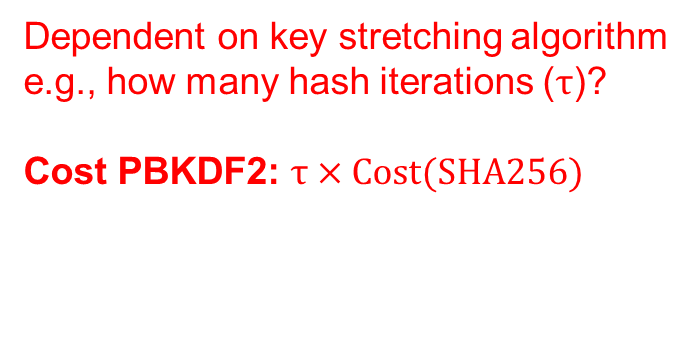 Dependent on key stretching algorithm
e.g., how many hash iterations (τ)?
Cost PBKDF2: τ × Cost(SHA256)